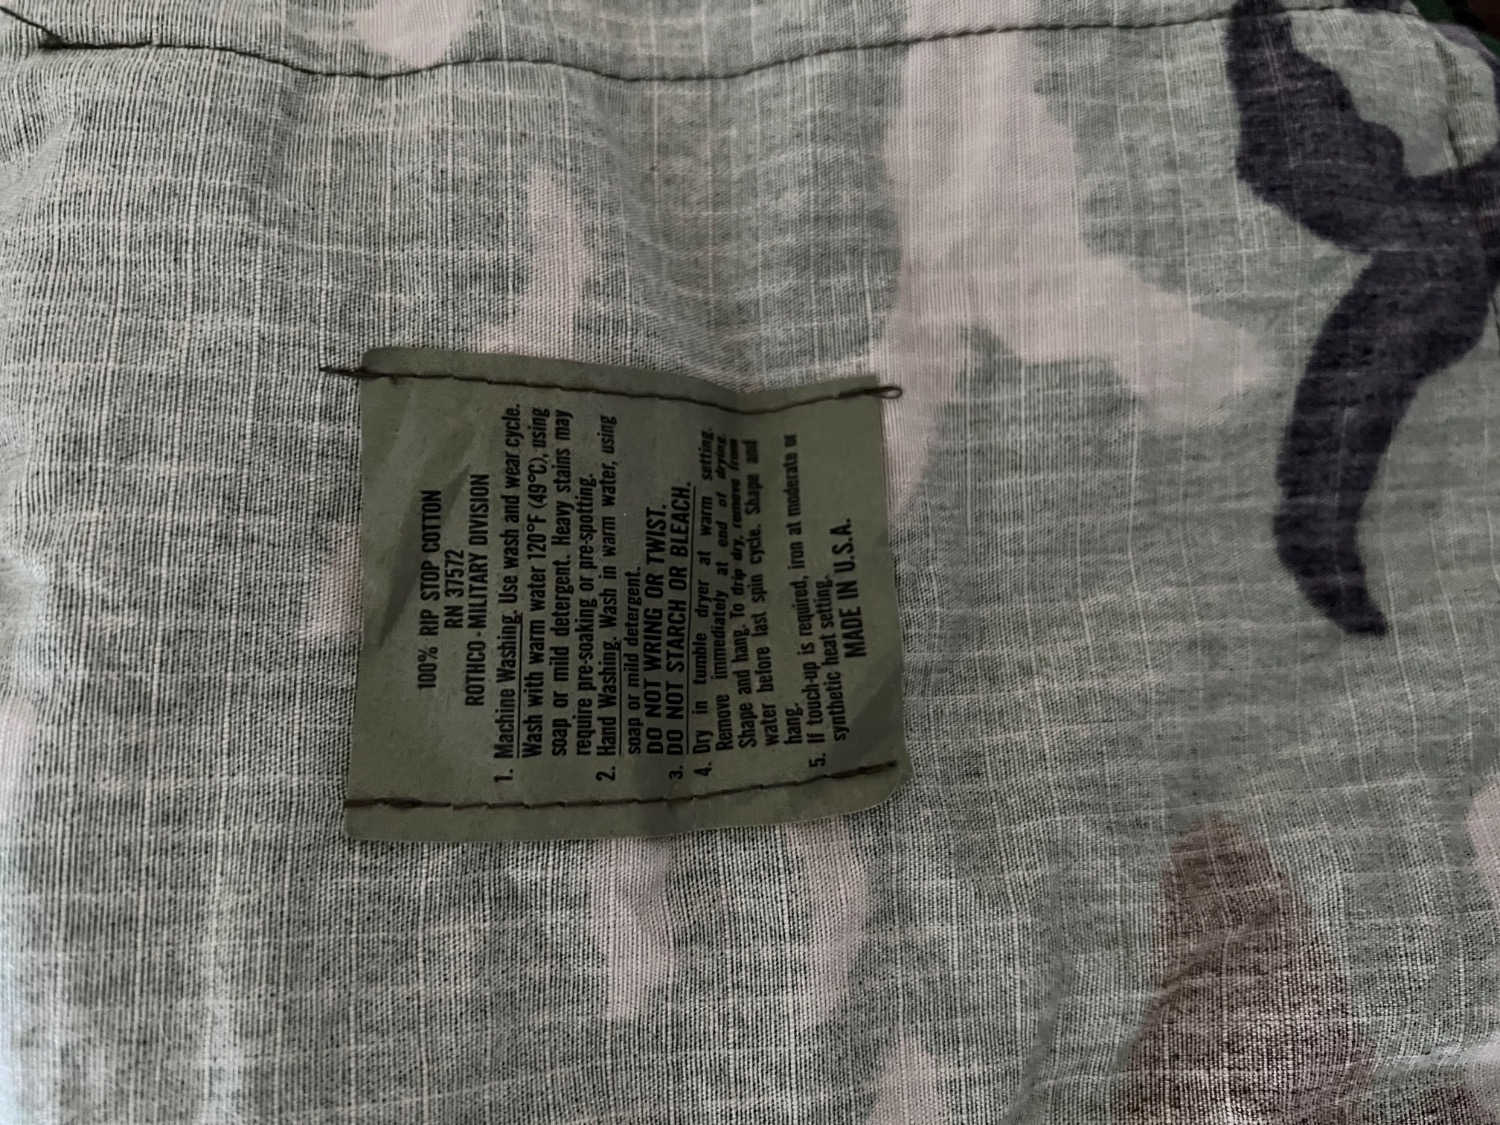 100% RIP STOP COTTON
RN 37572
ROTHCO - MILITARY DIVISION
1. Machine Washing. Use wash and wear cycle.
Wash with warm water 120°F (49°C), using
soap or mild detergent. Heavy stains may
require pre-soaking or pre-spotting.
2. Hand Washing. Wash in warm water, using
soap or mild detergent.
DO NOT WRING OR TWIST.
3. DO NOT STARCH OR BLEACH.
4. Dry in tumble dryer at warm setting.
Remove immediately at end of drying.
Shape and hang. To drip dry, remove from
water before last spin cycle. Shape and
hang.
5. If touch-up is required, iron at moderate or
synthetic heat setting.
MADE IN U.S.A.